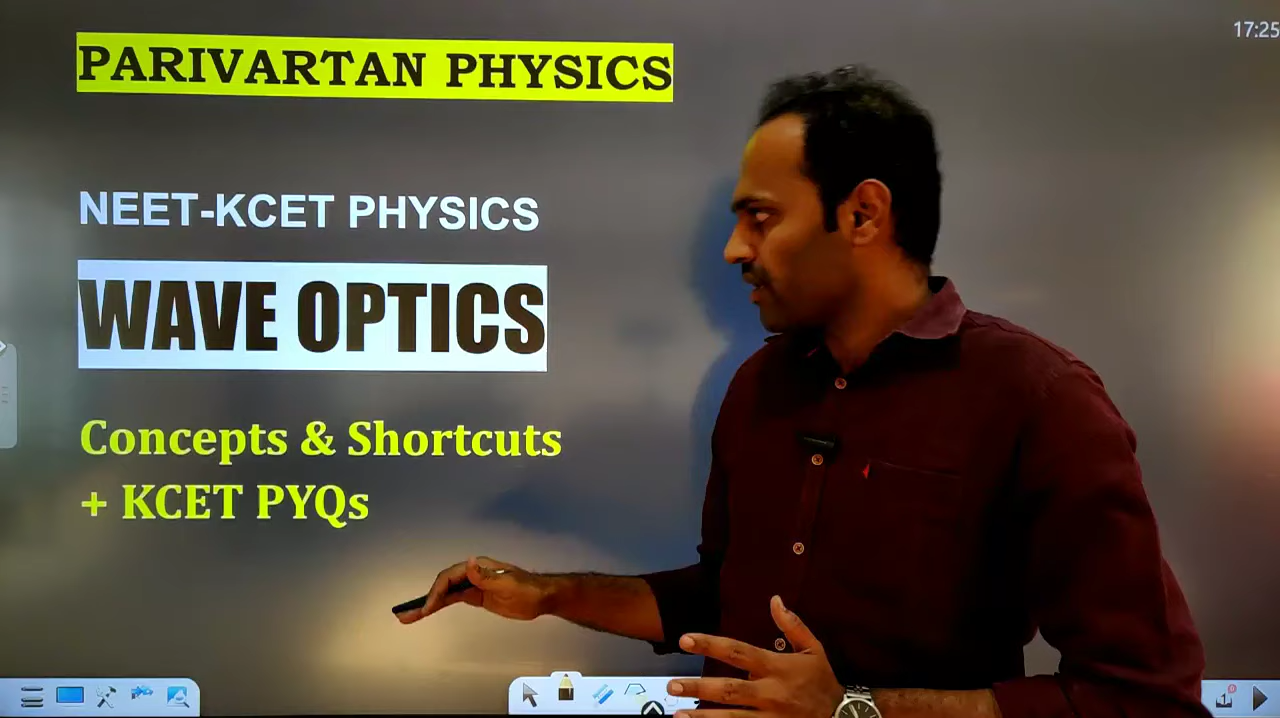 PARIVARTAN PHYSICS
17:25
NEET-KCET PHYSICS
WAVE OPTICS
Concepts & Shortcuts
+ KCET PYQs